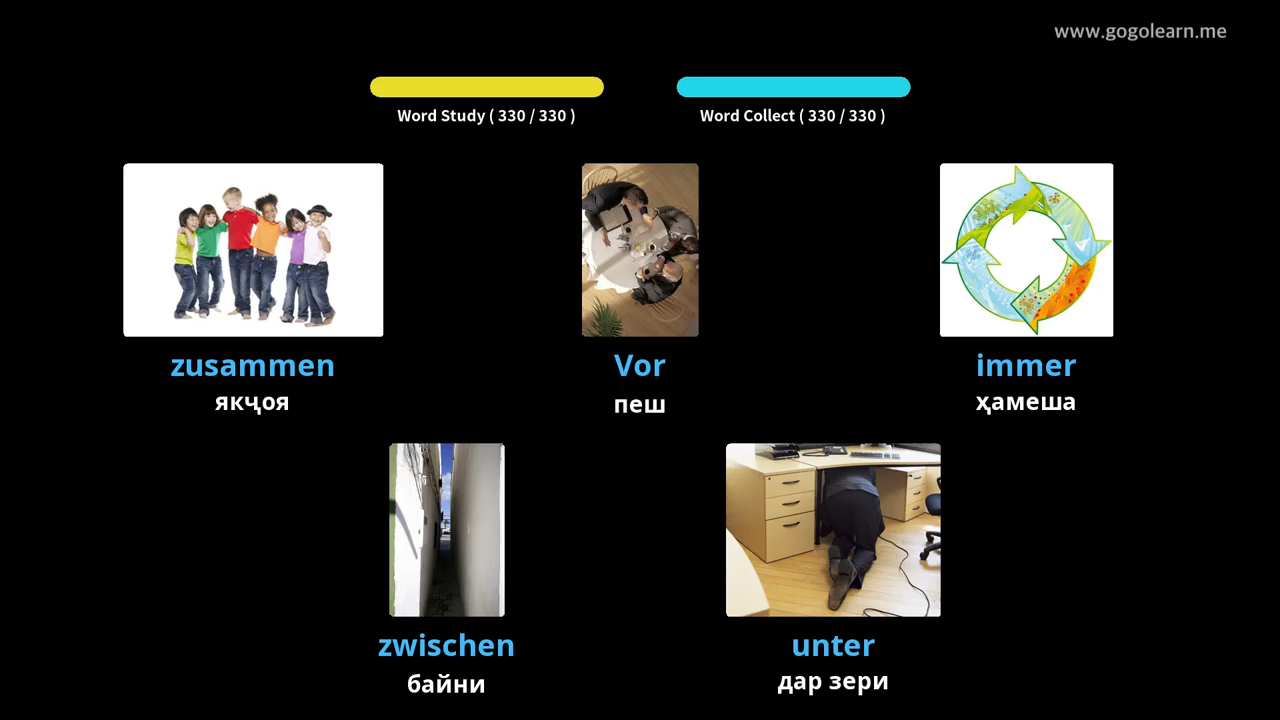 www.gogolearn.me
Word Study ( 330 / 330 )
Word Collect ( 330 / 330 )
zusammen
якҷоя
Vor
пеш
immer
ҳамеша
zwischen
байни
unter
дар зери